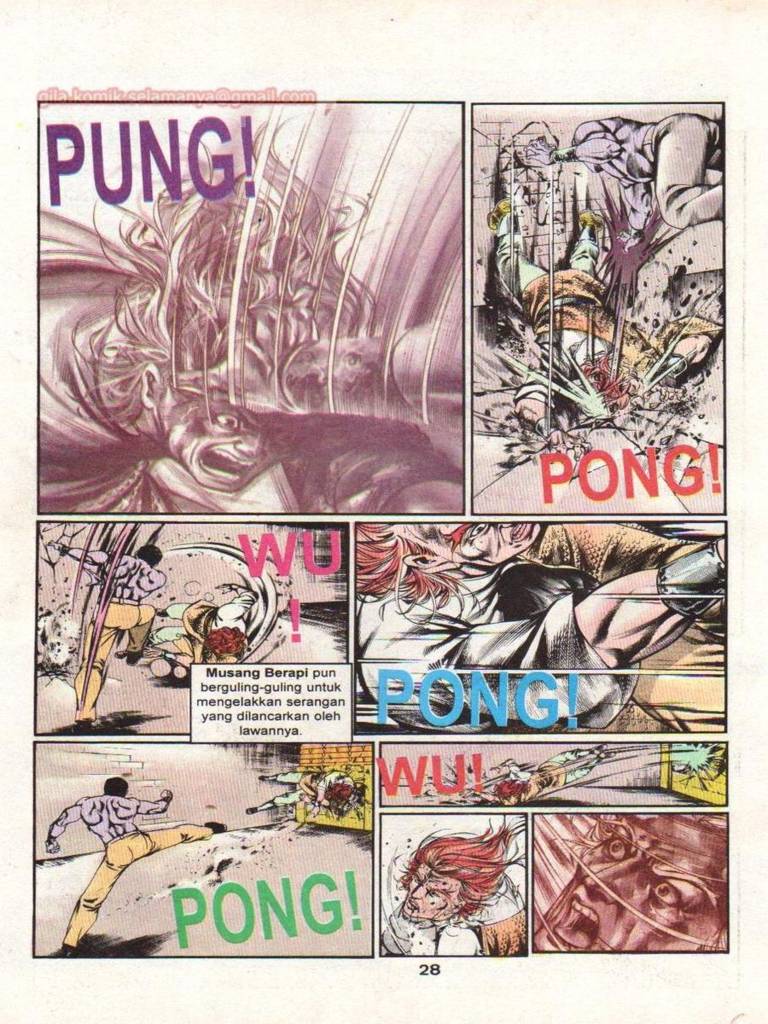 gila.komik.selamanya@gmail.com
PUNG!
PONG!
WU
!
Musang Berapi pun
berguling-guling untuk
mengelakkan serangan
yang dilancarkan oleh
lawannya.
PONG!
PONG!
WU!
28